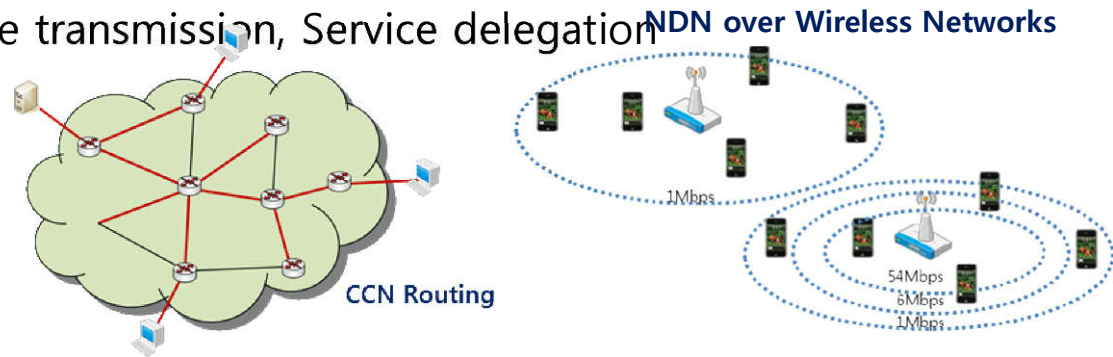 e transmission, Service delegation
NDN over Wireless Networks
1Mbps
54Mbps
6Mbps
1Mbps
CCN Routing